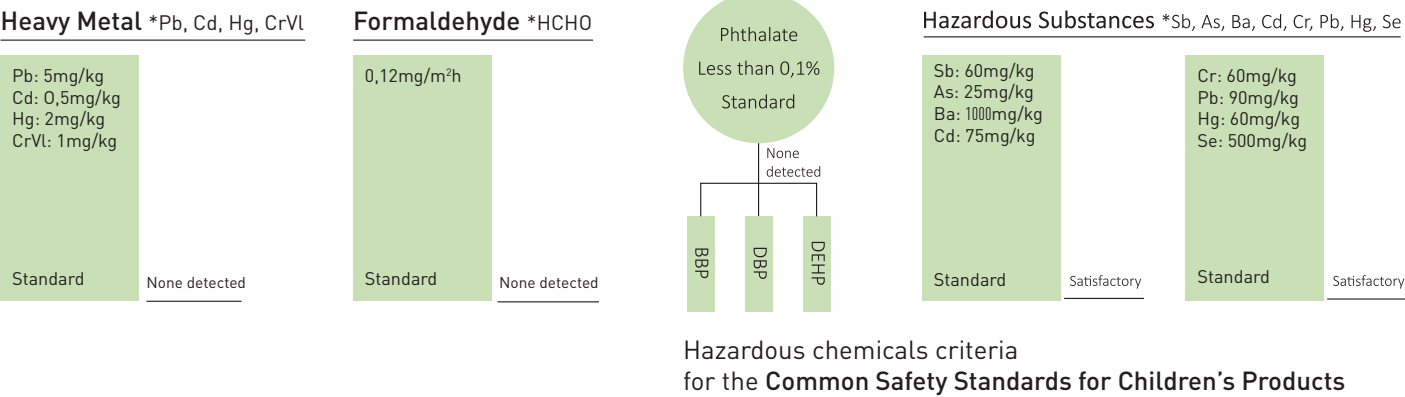 Heavy Metal *Pb, Cd, Hg, CrVl
Pb: 5mg/kg
Cd: 0,5mg/kg
Hg: 2mg/kg
CrVl: 1mg/kg
Standard
None detected
Formaldehyde *HCHO
0,12mg/m²h
Standard
None detected
Phthalate
Less than 0,1%
Standard
None
detected
BBP
DBP
DEHP
Hazardous Substances *Sb, As, Ba, Cd, Cr, Pb, Hg, Se
Sb: 60mg/kg
As: 25mg/kg
Ba: 1000mg/kg
Cd: 75mg/kg
Standard
Satisfactory
Cr: 60mg/kg
Pb: 90mg/kg
Hg: 60mg/kg
Se: 500mg/kg
Standard
Satisfactory
Hazardous chemicals criteria
for the Common Safety Standards for Children’s Products